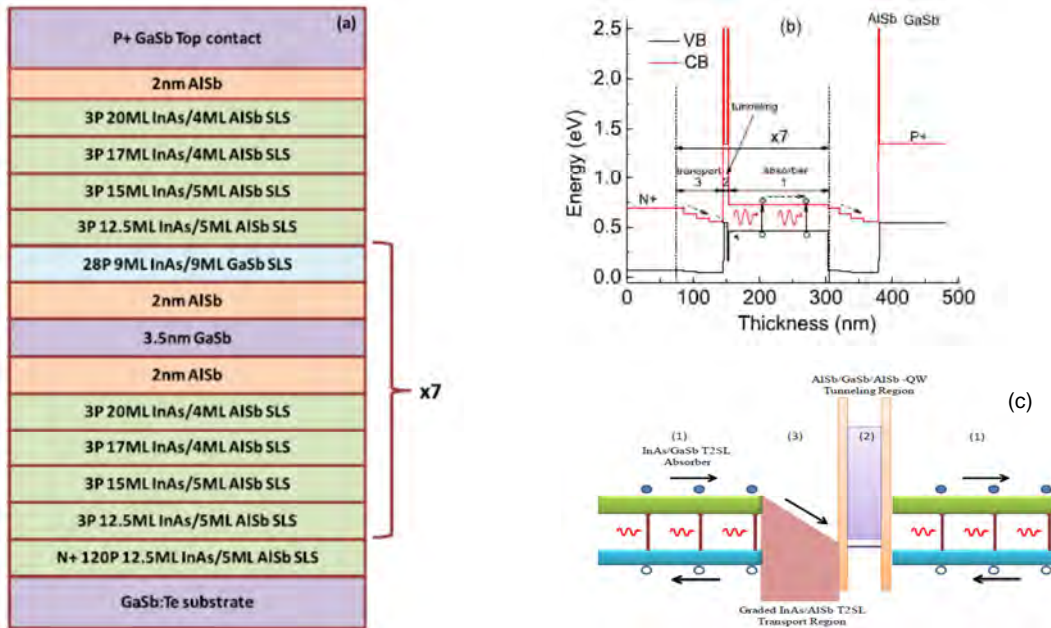 (a)
P+ GaSb Top contact
2nm AlSb
3P 20ML InAs/4ML AlSb SLS
3P 17ML InAs/4ML AlSb SLS
3P 15ML InAs/5ML AlSb SLS
3P 12.5ML InAs/5ML AlSb SLS
28P 9ML InAs/9ML GaSb SLS
2nm AlSb
3.5nm GaSb
2nm AlSb
3P 20ML InAs/4ML AlSb SLS
3P 17ML InAs/4ML AlSb SLS
3P 15ML InAs/5ML AlSb SLS
3P 12.5ML InAs/5ML AlSb SLS
N+ 120P 12.5ML InAs/5ML AlSb SLS
GaSb:Te substrate
x7
AlSb GaSb
(b)
VB
CB
2.5
2.0
1.5
1.0
0.5
0.0
Energy (eV)
tunneling
x7
transport
absorber
3
2
1
N+
P+
0 100 200 300 400 500
Thickness (nm)
AlSb/GaSb/AlSb -QW
Tunneling Region
(c)
(1)
InAs/GaSb T2SL
Absorber
(3)
(2)
(1)
Graded InAs/AlSb T2SL
Transport Region